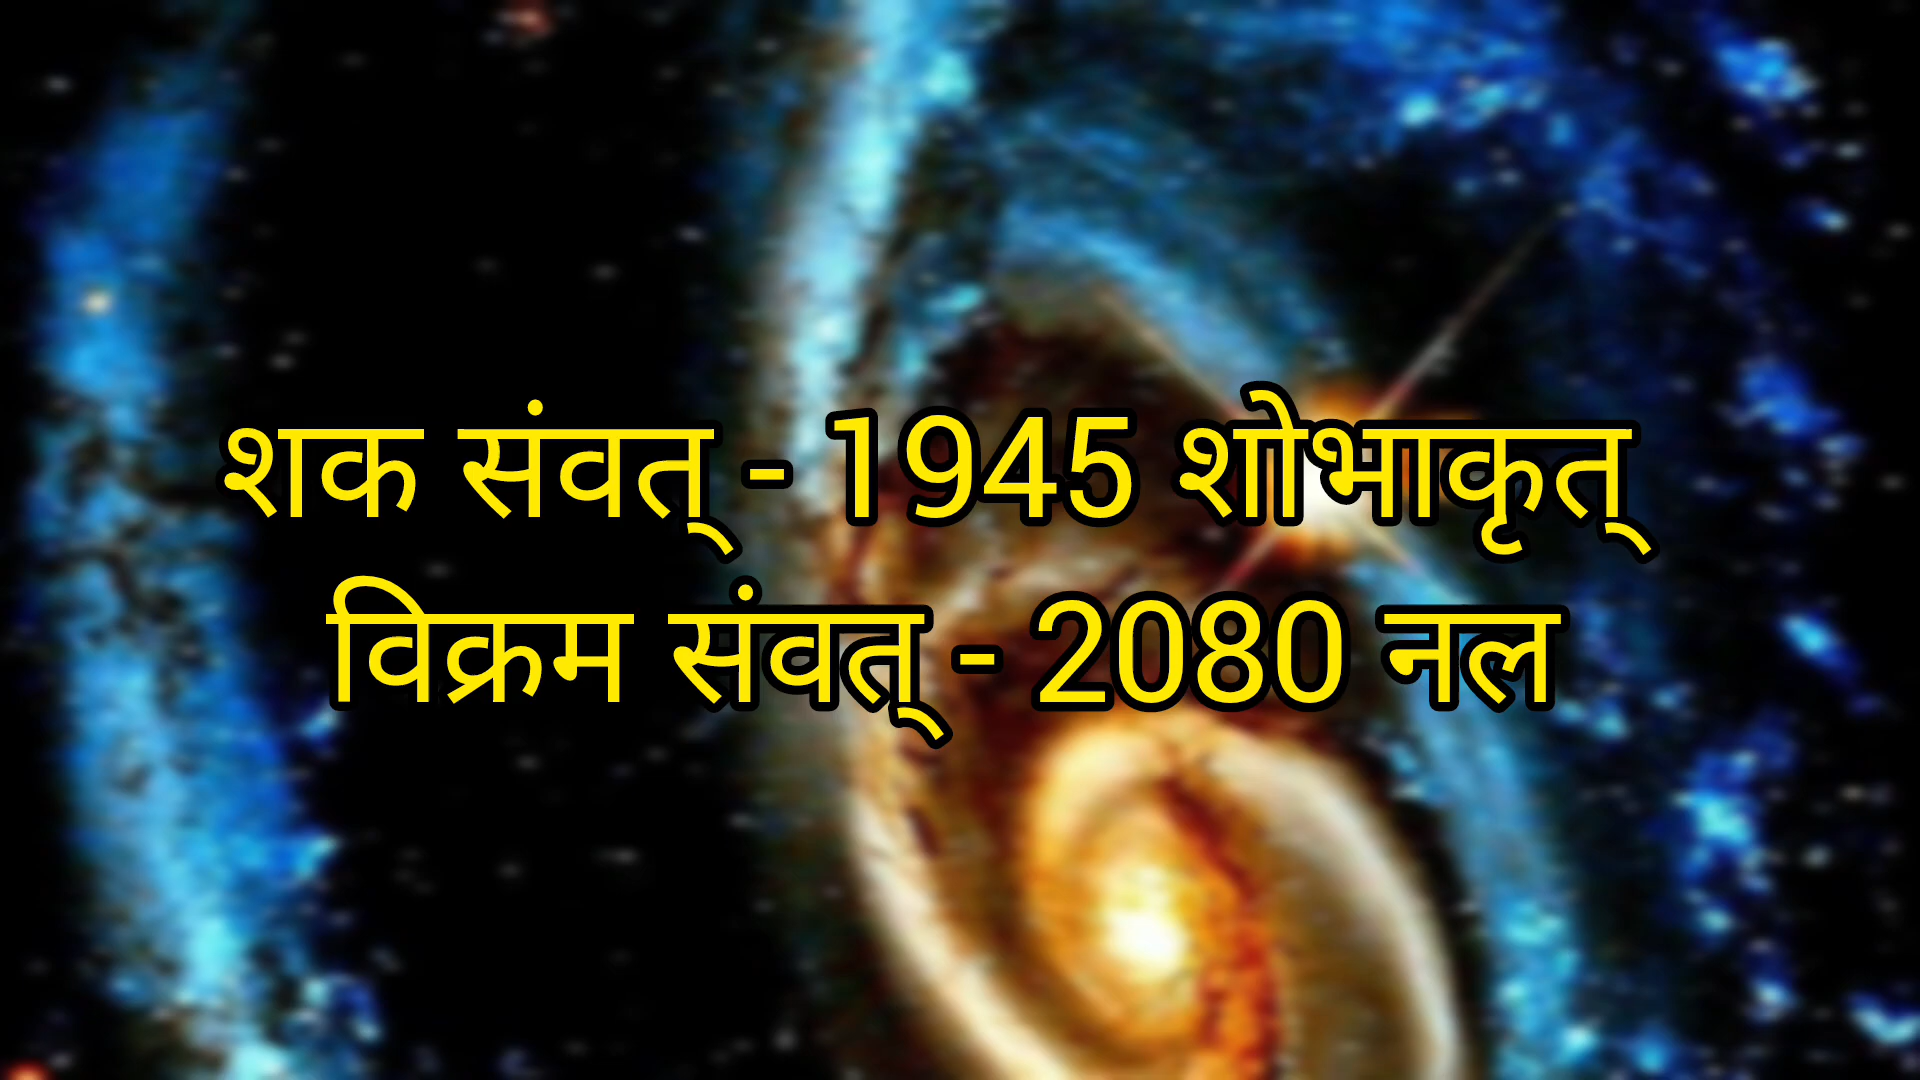 शक संवत् - 1945 शोभाकृत्
विक्रम संवत् - 2080 नल